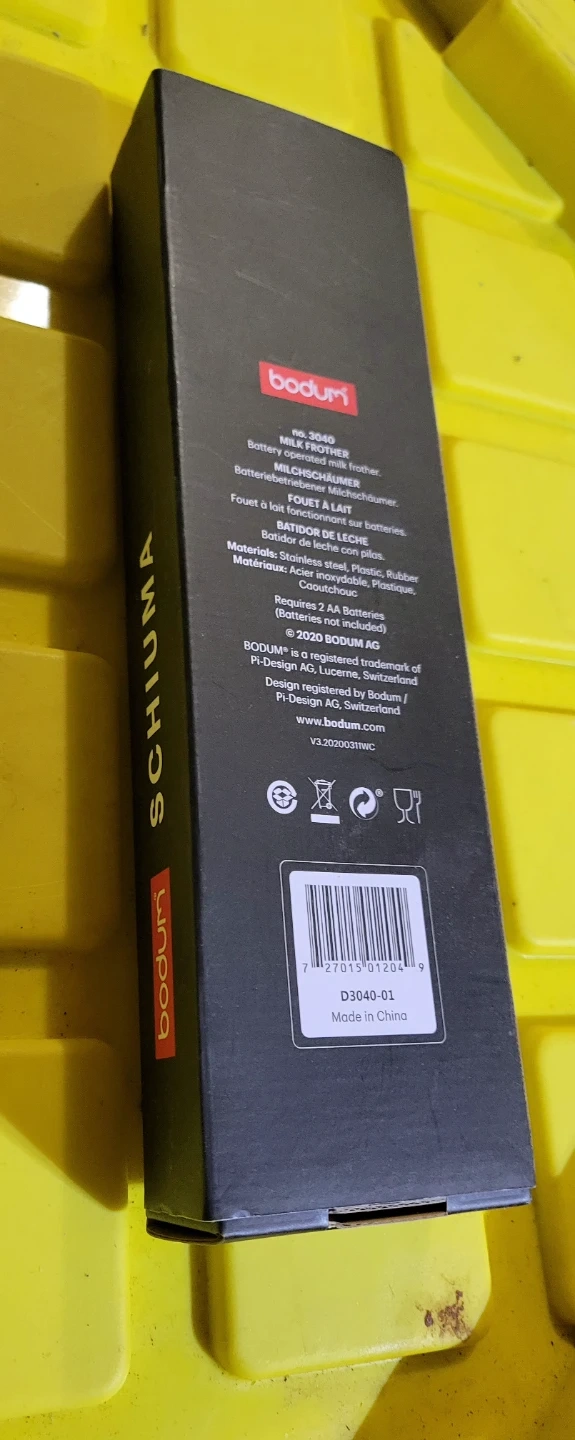 bodum®
no. 3040
MILK FROTHER
Battery operated milk frother.
MILCHSCHÄUMER
Batteriebetriebener Milchschäumer.
FOUET À LAIT
Fouet à lait fonctionnant sur batteries.
BATIDOR DE LECHE
Batidor de leche con pilas.
Materials: Stainless steel, Plastic, Rubber
Matériaux: Acier inoxydable, Plastique,
Caoutchouc
Requires 2 AA Batteries
(Batteries not included)
© 2020 BODUM AG
BODUM® is a registered trademark of
Pi-Design AG, Lucerne, Switzerland
Design registered by Bodum /
Pi-Design AG, Switzerland
www.bodum.com
V3.20200311WC
®
7 27015 01204 9
D3040-01
Made in China
SCHIUMA
bodum®